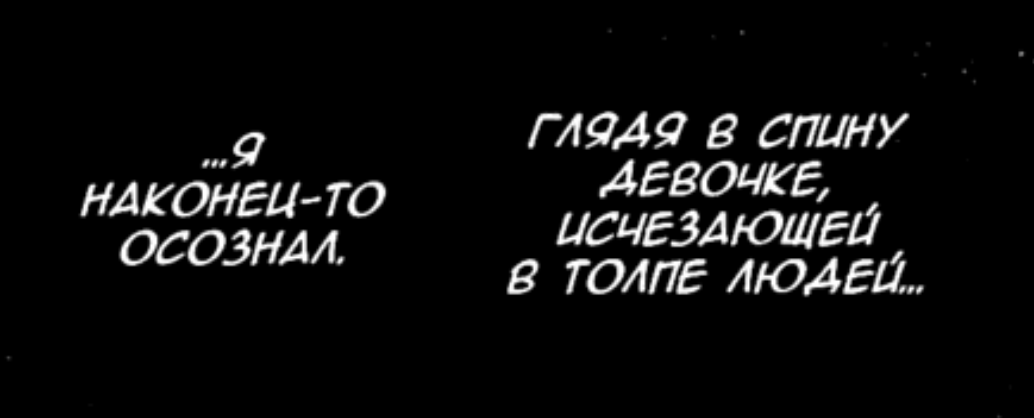 ГЛЯДЯ В СПИНУ
ДЕВОЧКЕ,
ИСЧЕЗАЮЩЕЙ
В ТОЛПЕ ЛЮДЕЙ...
...Я
НАКОНЕЦ-ТО
ОСОЗНАЛ.